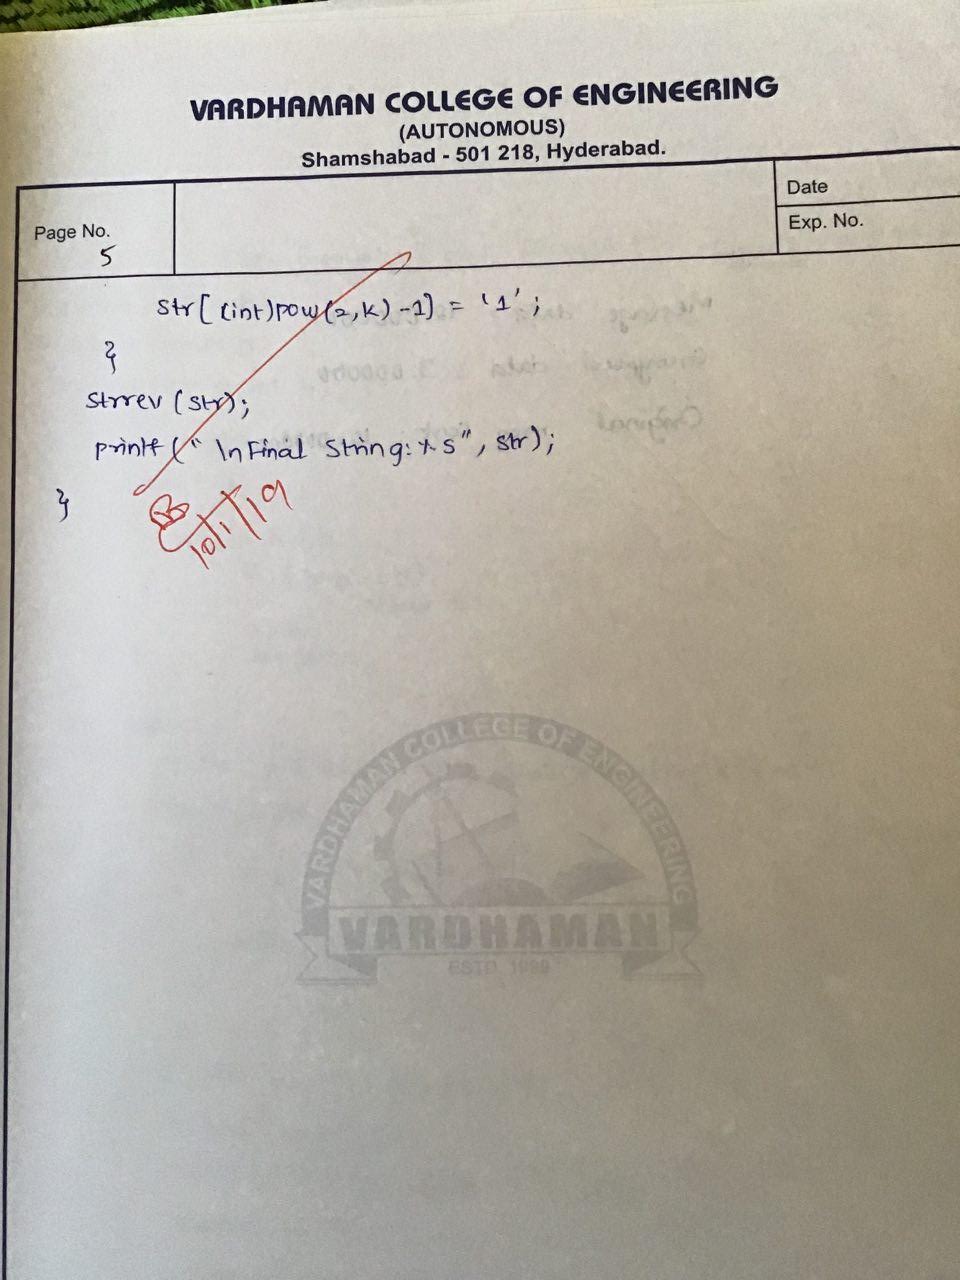 VARDHAMAN COLLEGE OF ENGINEERING
(AUTONOMOUS)
Shamshabad - 501 218, Hyderabad.
Page No.
5
Date
Exp. No.
str[(int)pow(2,k)-1] = '1';
}
strrev(str);
printf("\nFinal String:%s", str);
}
10/1/19
VARDHAMAN COLLEGE OF ENGINEERING
VARDHAMAN
ESTD. 1999